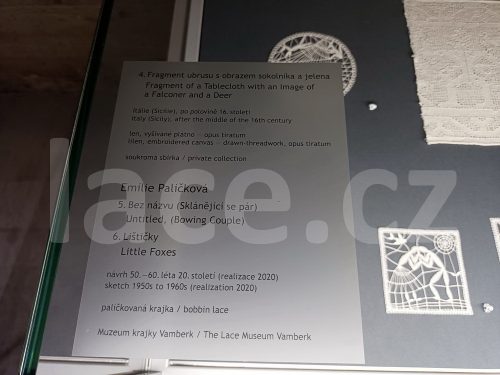 4. Fragment ubrusu s obrazem sokolníka a jelena
Fragment of a Tablecloth with an Image of
a Falconer and a Deer
Itálie (Sicílie), po polovině 16. století
Italy (Sicily), after the middle of the 16th century
len, vyšívané plátno – opus tiratum
linen, embroidered canvas – drawn-threadwork, opus tiratum
soukromá sbírka / private collection
Emilie Paličková
5. Bez názvu (Sklánějící se pár)
Untitled, (Bowing Couple)
6. Lištičky
Little Foxes
návrh 50.–60. léta 20. století (realizace 2020)
sketch 1950s to 1960s (realization 2020)
paličkovaná krajka / bobbin lace
Muzeum krajky Vamberk / The Lace Museum Vamberk
lace.cz